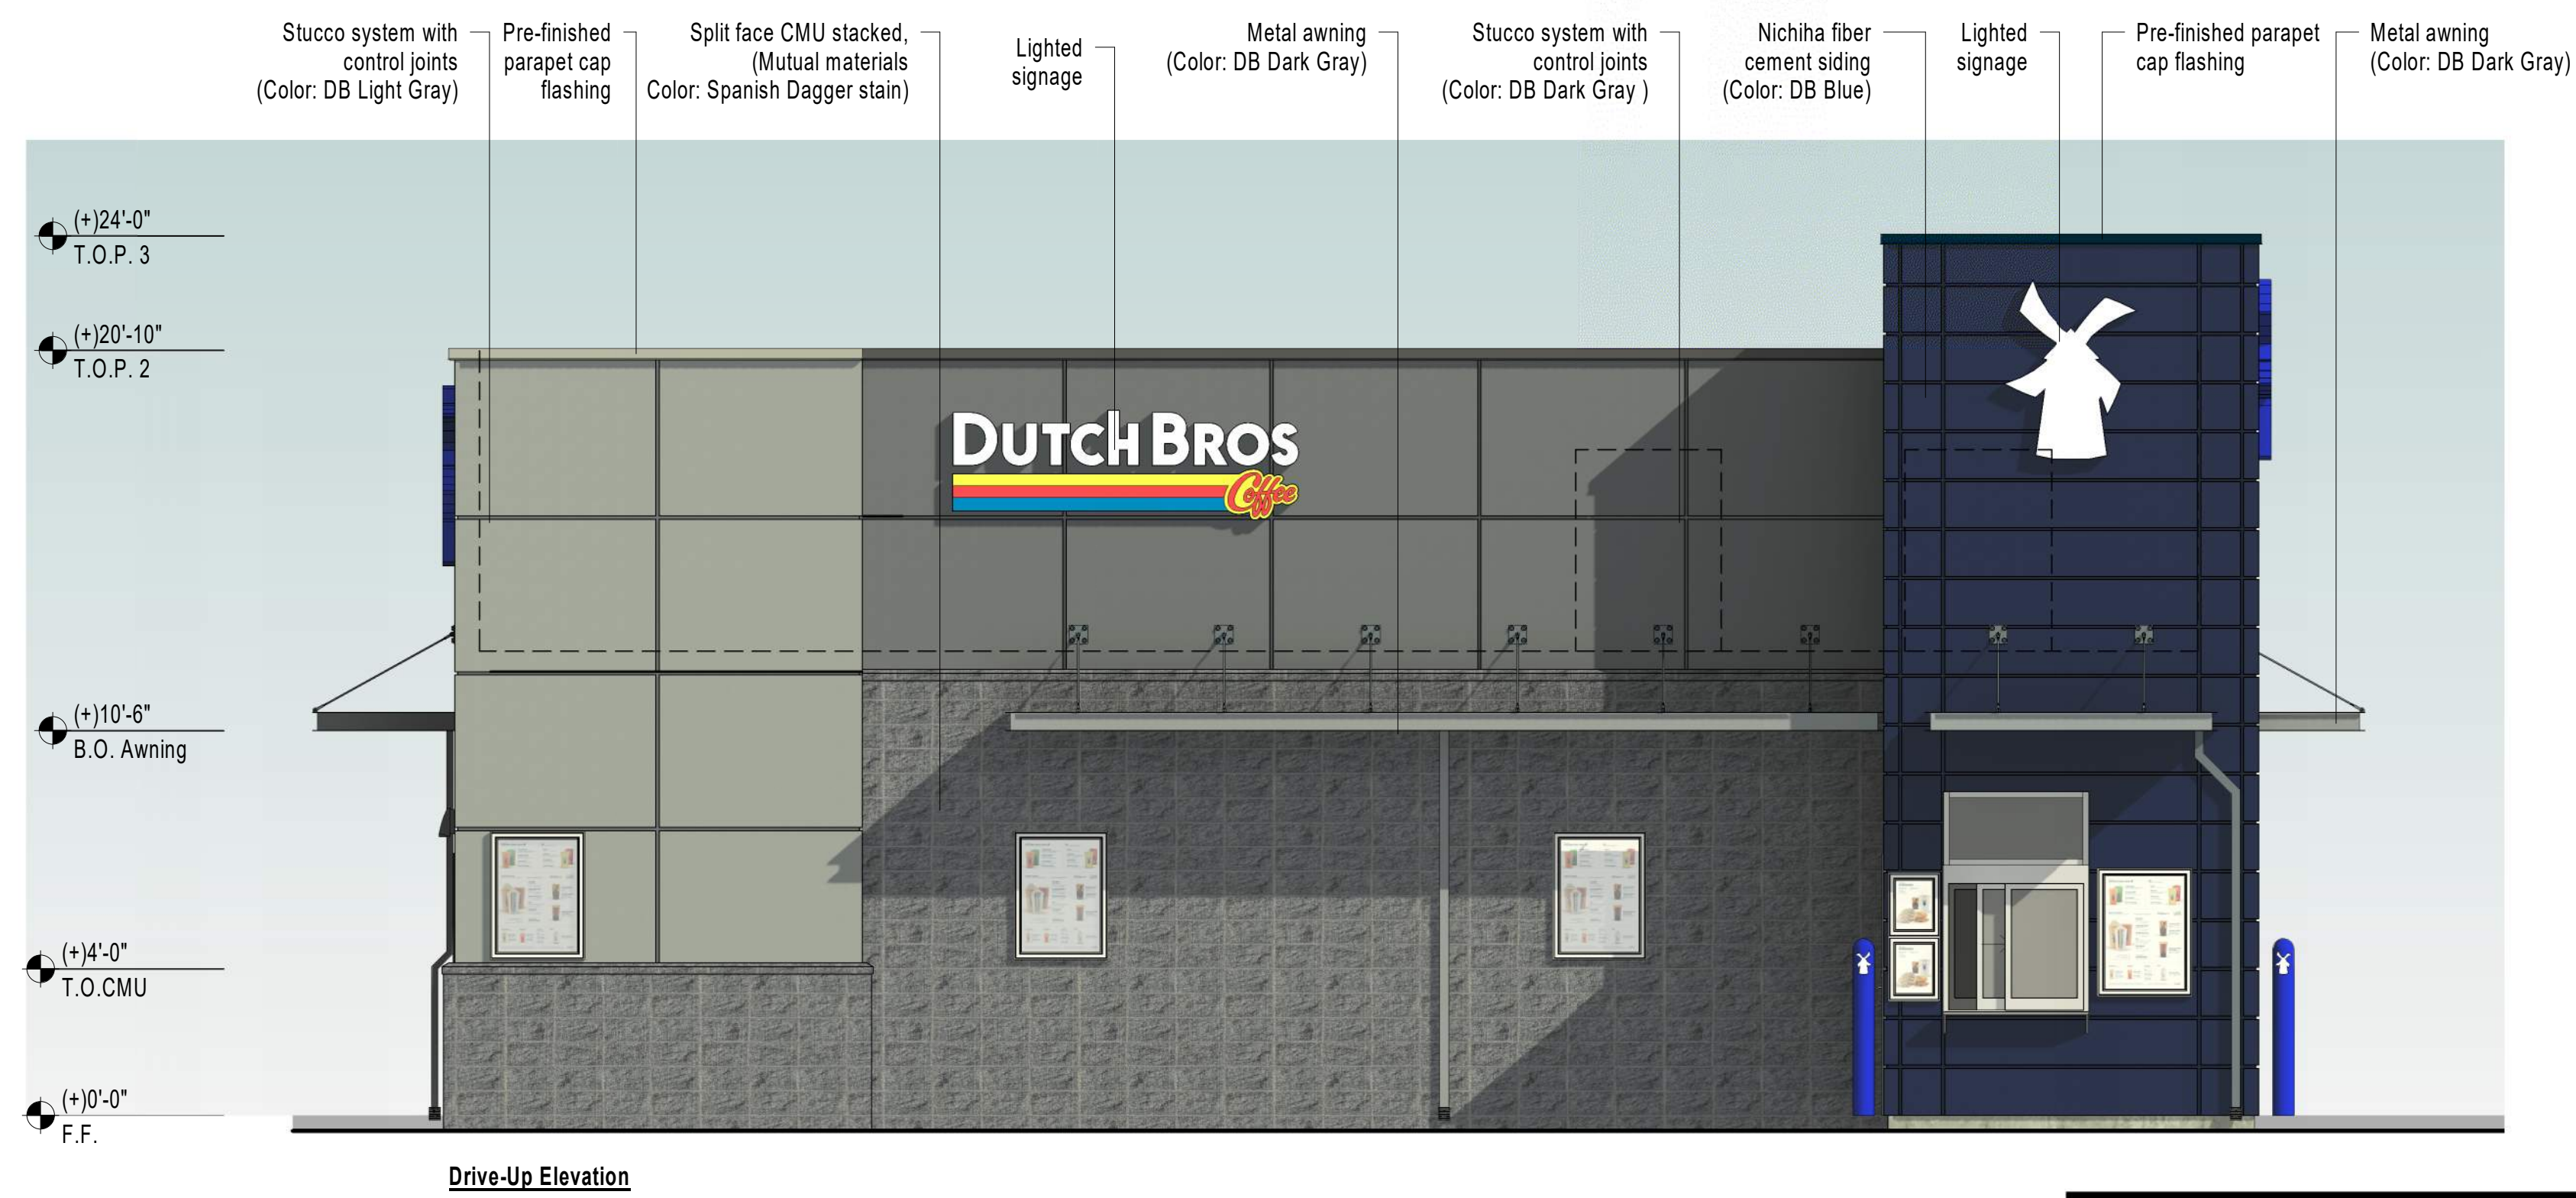 Stucco system with
control joints
(Color: DB Light Gray)
Pre-finished
parapet cap
flashing
Split face CMU stacked,
(Mutual materials
Color: Spanish Dagger stain)
Lighted
signage
Metal awning
(Color: DB Dark Gray)
Stucco system with
control joints
(Color: DB Dark Gray )
Nichiha fiber
cement siding
(Color: DB Blue)
Lighted
signage
Pre-finished parapet
cap flashing
Metal awning
(Color: DB Dark Gray)
(+)24'-0"
T.O.P. 3
(+)20'-10"
T.O.P. 2
DUTCH BROS
Coffee
(+)10'-6"
B.O. Awning
(+)4'-0"
T.O.CMU
(+)0'-0"
F.F.
Drive-Up Elevation